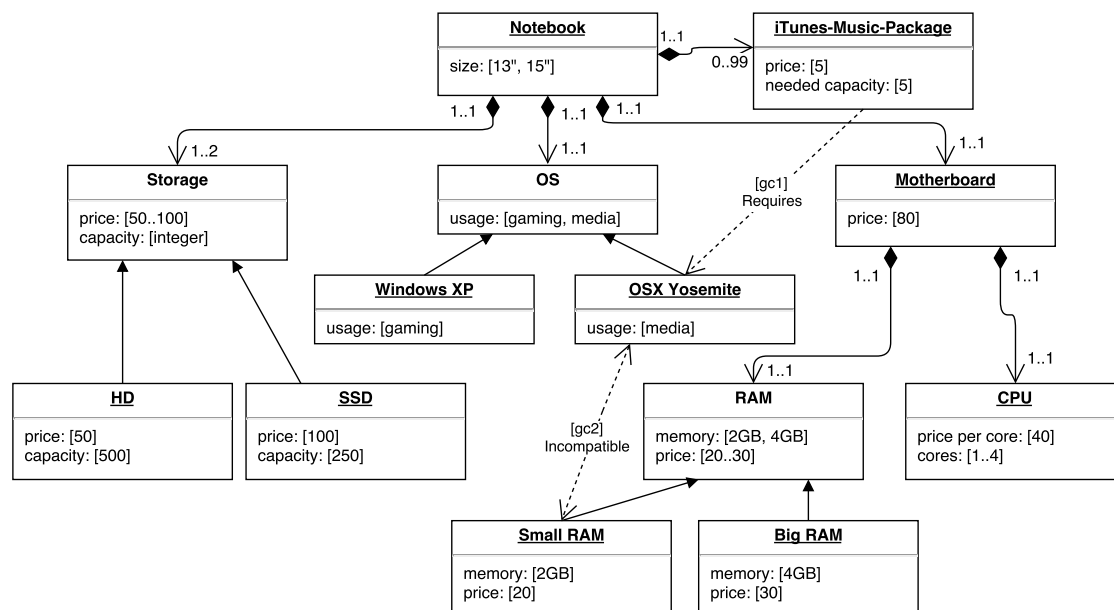 Notebook
size: [13", 15"]
1..1
0..99
iTunes-Music-Package
price: [5]
needed capacity: [5]
1..1
1..1
1..1
1..2
1..1
1..1
Storage
price: [50..100]
capacity: [integer]
OS
usage: [gaming, media]
[gc1]
Requires
Motherboard
price: [80]
Windows XP
usage: [gaming]
OSX Yosemite
usage: [media]
1..1
1..1
1..1
1..1
HD
price: [50]
capacity: [500]
SSD
price: [100]
capacity: [250]
[gc2]
Incompatible
RAM
memory: [2GB, 4GB]
price: [20..30]
CPU
price per core: [40]
cores: [1..4]
Small RAM
memory: [2GB]
price: [20]
Big RAM
memory: [4GB]
price: [30]